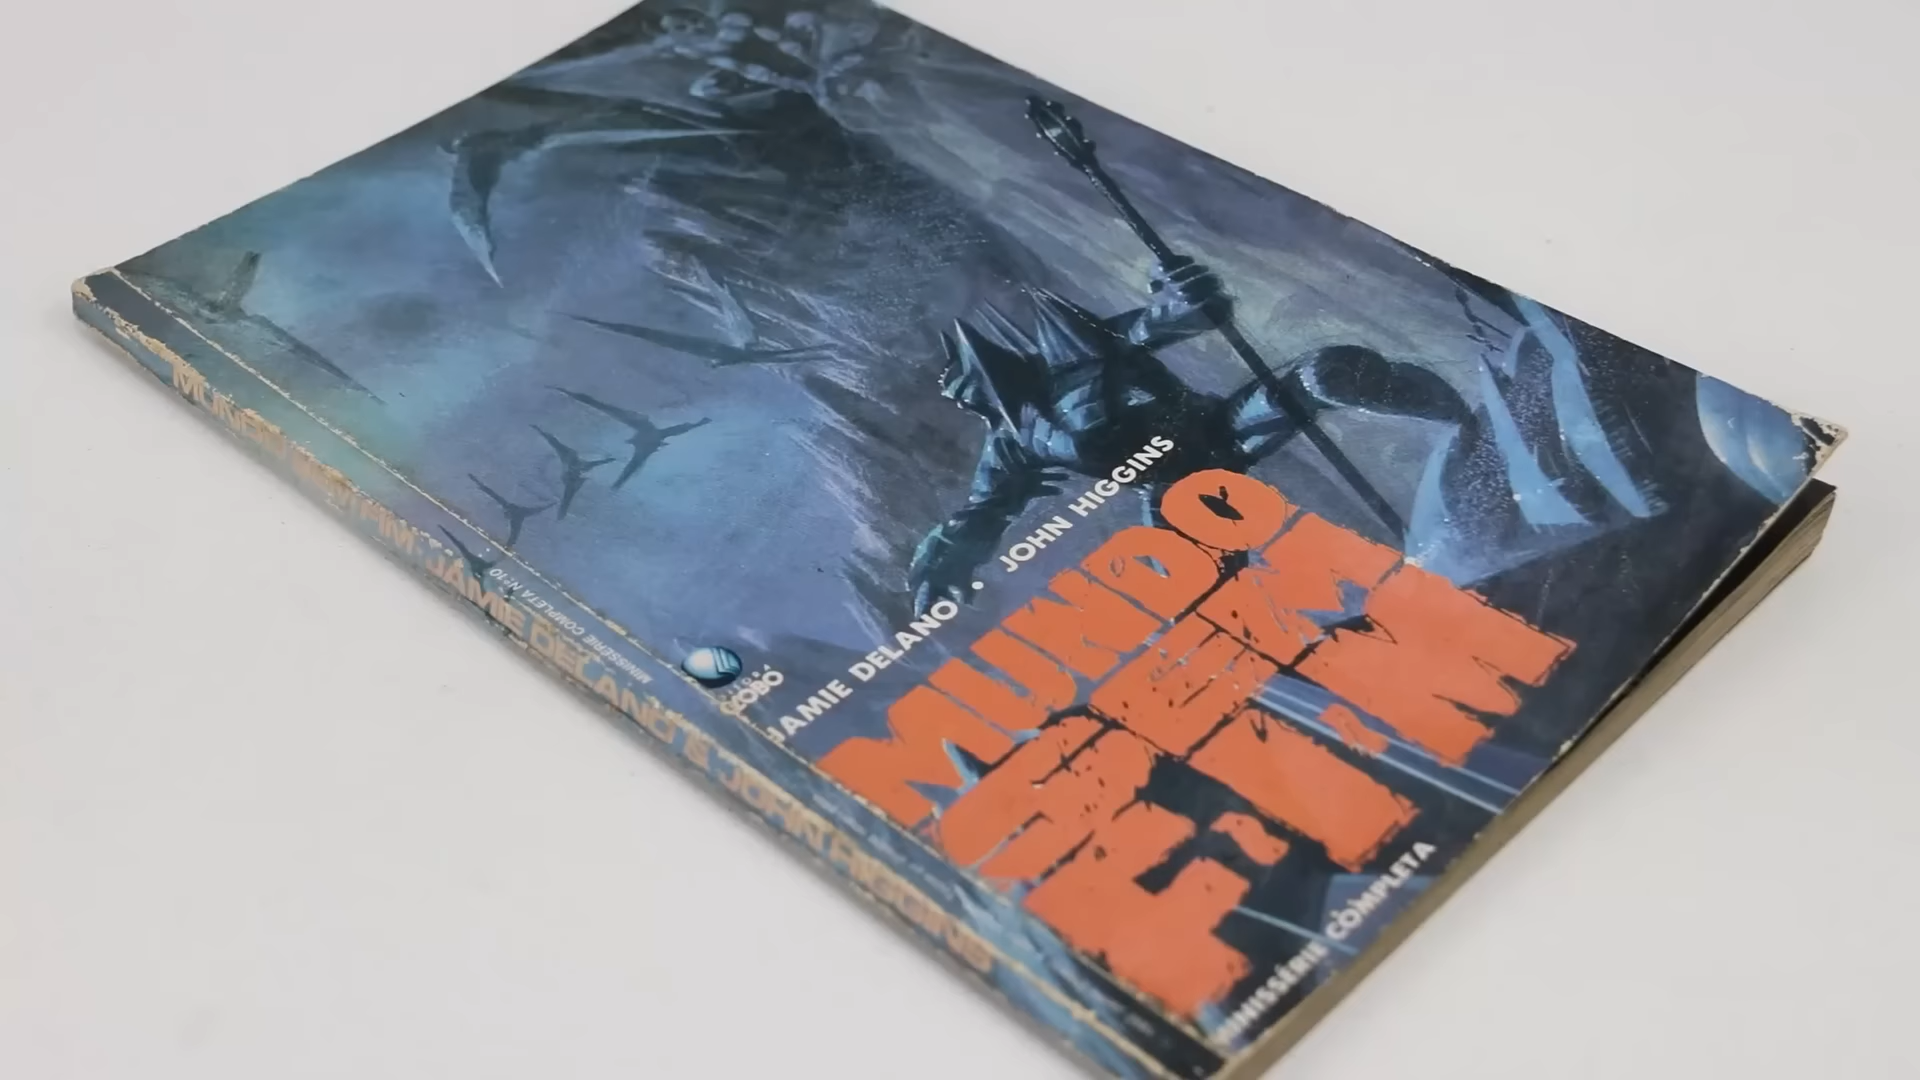 JAMIE DELANO • JOHN HIGGINS
MUNDO
SEM
FIM
MINISSÉRIE COMPLETA
GLOBO
MINISSÉRIE COMPLETA Nº 10
MUNDO SEM FIM: JAMIE DELANO E JOHN HIGGINS